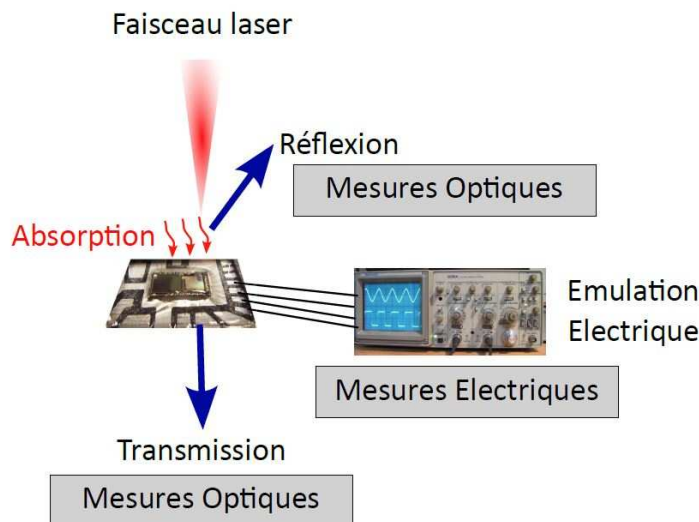 Faisceau laser
Réflexion
Mesures Optiques
Absorption
Emulation
Electrique
Mesures Electriques
Transmission
Mesures Optiques